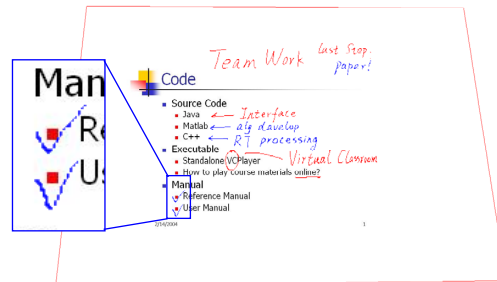 Team Work Last Stop.
paper!
Code
Source Code
Java Interface
Matlab alg develop
C++ RT processing
Executable
Standalone VCPlayer Virtual Classroom
How to play course materials online?
Manual
Reference Manual
User Manual
2/14/2004 1
Man
Re
Us